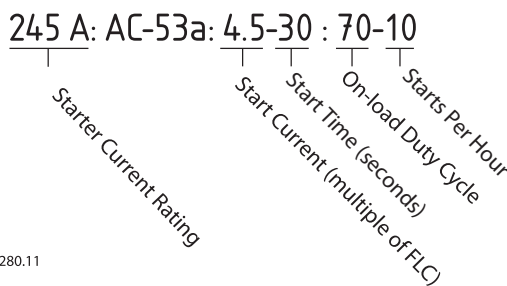 245 A: AC-53a: 4.5-30 : 70-10
Starter Current Rating
Start Current (multiple of FLC)
Start Time (seconds)
On-load Duty Cycle
Starts Per Hour
280.11